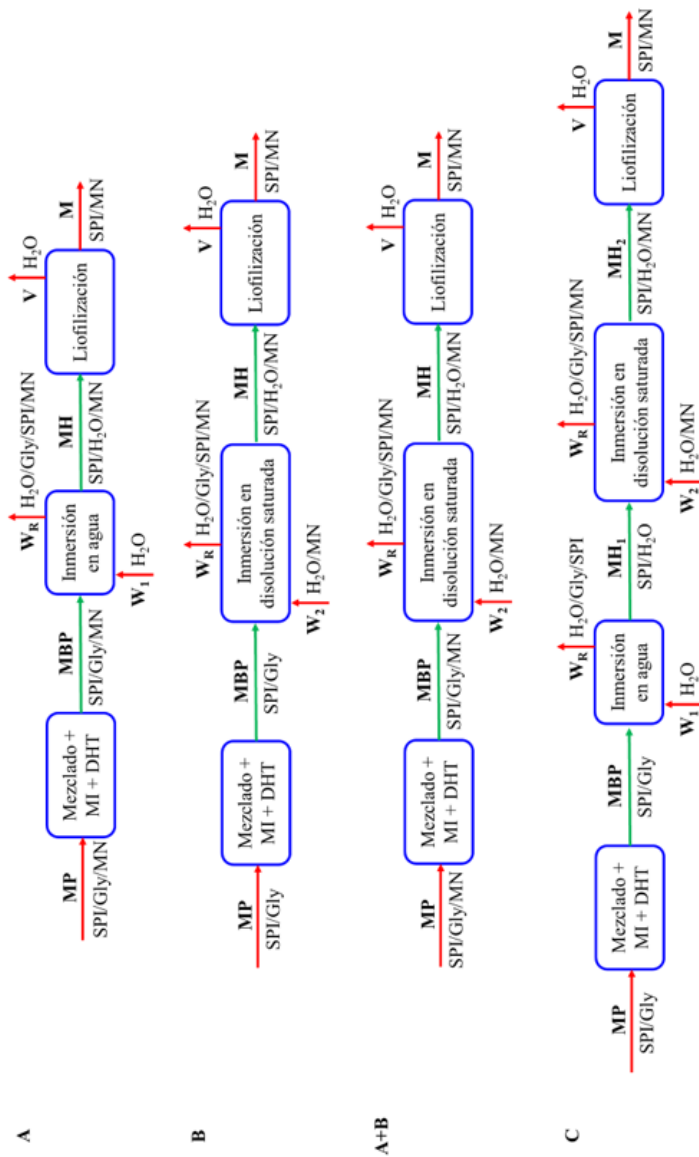 A
MP
SPI/Gly/MN
Mezclado +
MI + DHT
MBP
SPI/Gly/MN
W₁
H₂O
Inmersión
en agua
W_R
H₂O/Gly/SPI/MN
MH
SPI/H₂O/MN
Liofilización
V
H₂O
M
SPI/MN
B
MP
SPI/Gly
Mezclado +
MI + DHT
MBP
SPI/Gly
W₂
H₂O/MN
Inmersión en
disolución saturada
W_R
H₂O/Gly/SPI/MN
MH
SPI/H₂O/MN
Liofilización
V
H₂O
M
SPI/MN
A+B
MP
SPI/Gly/MN
Mezclado +
MI + DHT
MBP
SPI/Gly/MN
W₂
H₂O/MN
Inmersión en
disolución saturada
W_R
H₂O/Gly/SPI/MN
MH
SPI/H₂O/MN
Liofilización
V
H₂O
M
SPI/MN
C
MP
SPI/Gly
Mezclado +
MI + DHT
MBP
SPI/Gly
W₁
H₂O
Inmersión
en agua
W_R
H₂O/Gly/SPI
MH₁
SPI/H₂O
W₂
H₂O/MN
Inmersión en
disolución saturada
W_R
H₂O/Gly/SPI/MN
MH₂
SPI/H₂O/MN
Liofilización
V
H₂O
M
SPI/MN